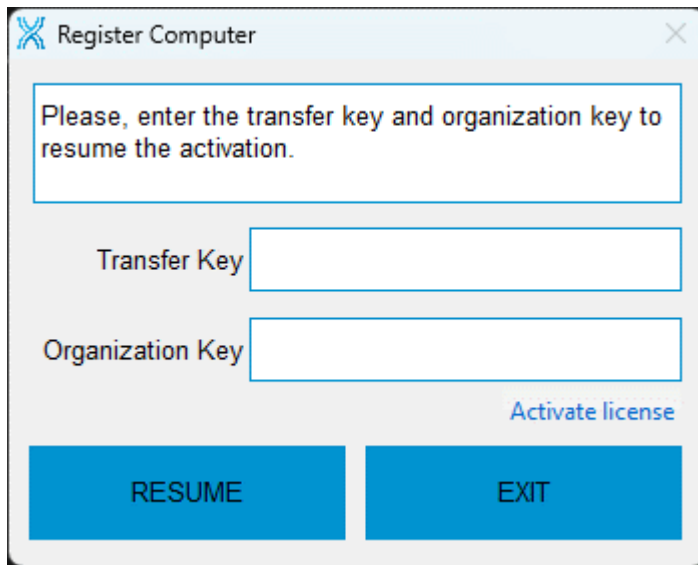 Register Computer
Please, enter the transfer key and organization key to
resume the activation.
Transfer Key
Organization Key
Activate license
RESUME EXIT